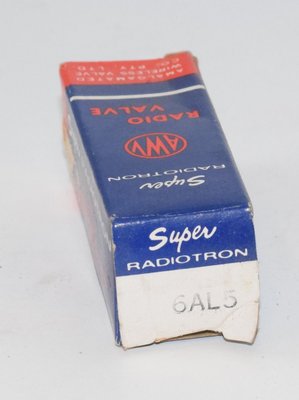 AMALGAMATED
WIRELESS VALVE
CO. PTY. LTD.
RADIO
VALVE
AWV
Super
RADIOTRON
Super
RADIOTRON
6AL5